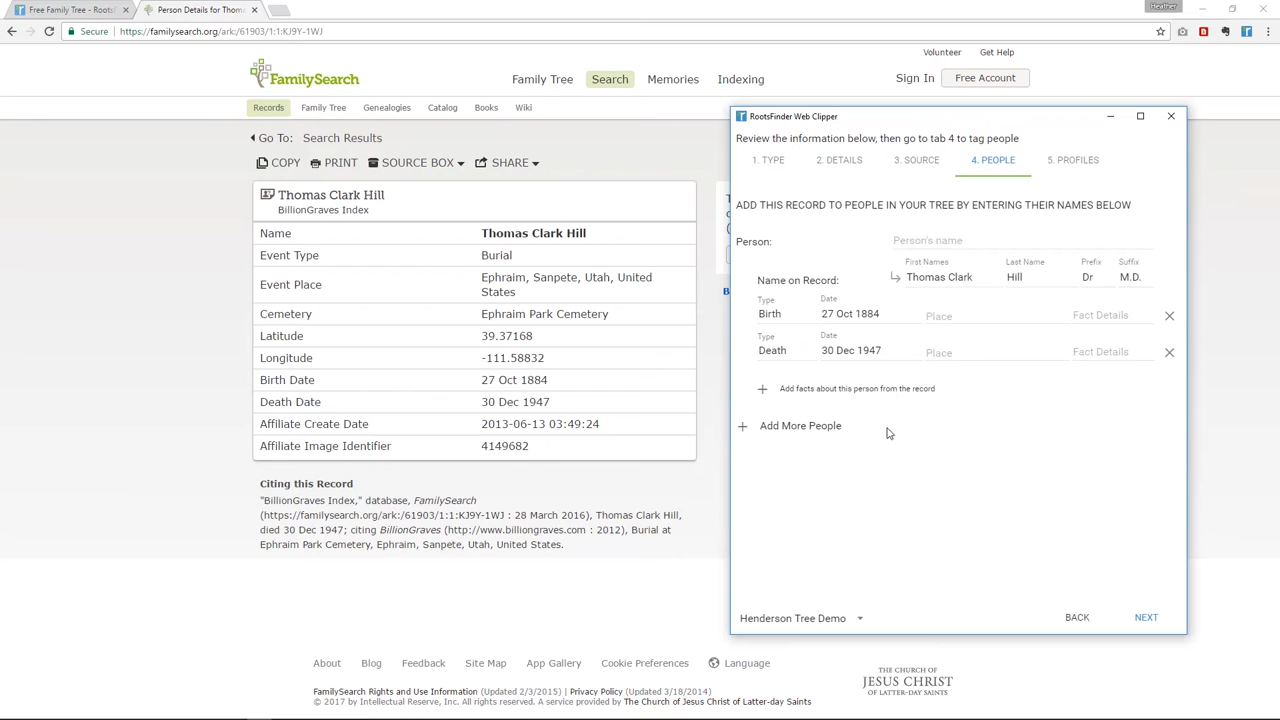 Free Family Tree - RootsF
Person Details for Thoma
Heather
Secure
https://familysearch.org/ark:/61903/1:1:KJ9Y-1WJ
Volunteer
Get Help
FamilySearch
Family Tree
Search
Memories
Indexing
Sign In
Free Account
Records
Family Tree
Genealogies
Catalog
Books
Wiki
Go To: Search Results
COPY
PRINT
SOURCE BOX
SHARE
Thomas Clark Hill
BillionGraves Index
Name Thomas Clark Hill
Event Type Burial
Event Place Ephraim, Sanpete, Utah, United
States
Cemetery Ephraim Park Cemetery
Latitude 39.37168
Longitude -111.58832
Birth Date 27 Oct 1884
Death Date 30 Dec 1947
Affiliate Create Date 2013-06-13 03:49:24
Affiliate Image Identifier 4149682
Citing this Record
"BillionGraves Index," database, FamilySearch
(https://familysearch.org/ark:/61903/1:1:KJ9Y-1WJ : 28 March 2016), Thomas Clark Hill,
died 30 Dec 1947; citing BillionGraves (http://www.billiongraves.com : 2012), Burial at
Ephraim Park Cemetery, Ephraim, Sanpete, Utah, United States.
RootsFinder Web Clipper
Review the information below, then go to tab 4 to tag people
1. TYPE
2. DETAILS
3. SOURCE
4. PEOPLE
5. PROFILES
ADD THIS RECORD TO PEOPLE IN YOUR TREE BY ENTERING THEIR NAMES BELOW
Person: Person's name
First Names Last Name Prefix Suffix
Name on Record: Thomas Clark Hill Dr M.D.
Type Date
Birth 27 Oct 1884 Place Fact Details
Type Date
Death 30 Dec 1947 Place Fact Details
Add facts about this person from the record
Add More People
Henderson Tree Demo
BACK
NEXT
About
Blog
Feedback
Site Map
App Gallery
Cookie Preferences
Language
FamilySearch Rights and Use Information (Updated 2/3/2015) | Privacy Policy (Updated 3/18/2014)
© 2017 by Intellectual Reserve, Inc. All rights reserved. A service provided by The Church of Jesus Christ of Latter-day Saints
THE CHURCH OF
JESUS CHRIST
OF LATTER-DAY SAINTS